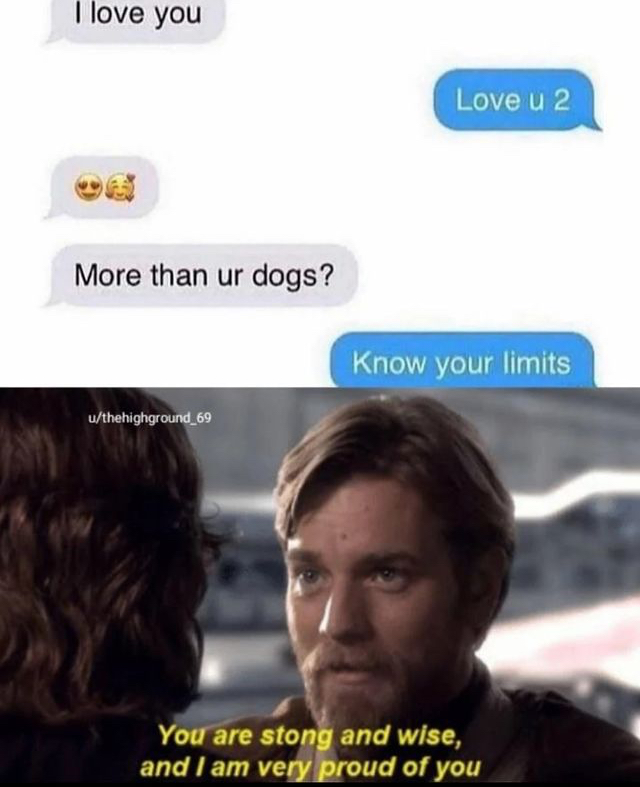 I love you
Love u 2
😍🥰
More than ur dogs?
Know your limits
u/thehighground_69
You are stong and wise,
and I am very proud of you